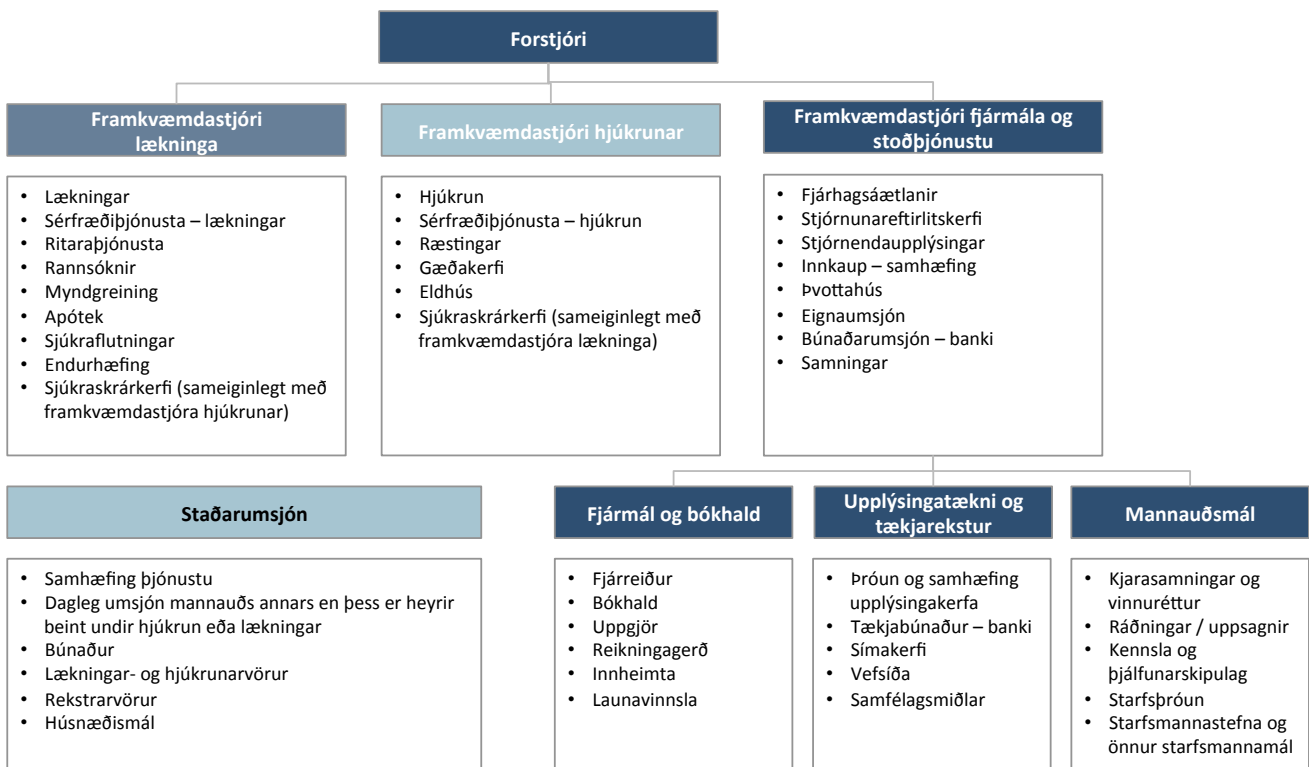 Forstjóri
Framkvæmdastjóri
lækninga
• Lækningar
• Sérfræðiþjónusta – lækningar
• Ritaraþjónusta
• Rannsóknir
• Myndgreining
• Apótek
• Sjúkraflutningar
• Endurhæfing
• Sjúkraskrárkerfi (sameiginlegt með
framkvæmdastjóra hjúkrunar)
Framkvæmdastjóri hjúkrunar
• Hjúkrun
• Sérfræðiþjónusta – hjúkrun
• Ræstingar
• Gæðakerfi
• Eldhús
• Sjúkraskrárkerfi (sameiginlegt með
framkvæmdastjóra lækninga)
Framkvæmdastjóri fjármála og
stoðþjónustu
• Fjárhagsáætlanir
• Stjórnunareftirlitskerfi
• Stjórnendaupplýsingar
• Innkaup – samhæfing
• Þvottahús
• Eignaumsjón
• Búnaðarumsjón – banki
• Samningar
Staðarumsjón
• Samhæfing þjónustu
• Dagleg umsjón mannauðs annars en þess er heyrir
beint undir hjúkrun eða lækningar
• Búnaður
• Lækningar- og hjúkrunarvörur
• Rekstrarvörur
• Húsnæðismál
Fjármál og bókhald
• Fjárreiður
• Bókhald
• Uppgjör
• Reikningagerð
• Innheimta
• Launavinnsla
Upplýsingatækni og
tækjarekstur
• Þróun og samhæfing
upplýsingakerfa
• Tækjabúnaður – banki
• Símakerfi
• Vefsíða
• Samfélagsmiðlar
Mannauðsmál
• Kjarasamningar og
vinnuréttur
• Ráðningar / uppsagnir
• Kennsla og
þjálfunarskipulag
• Starfsþróun
• Starfsmannastefna og
önnur starfsmannamál